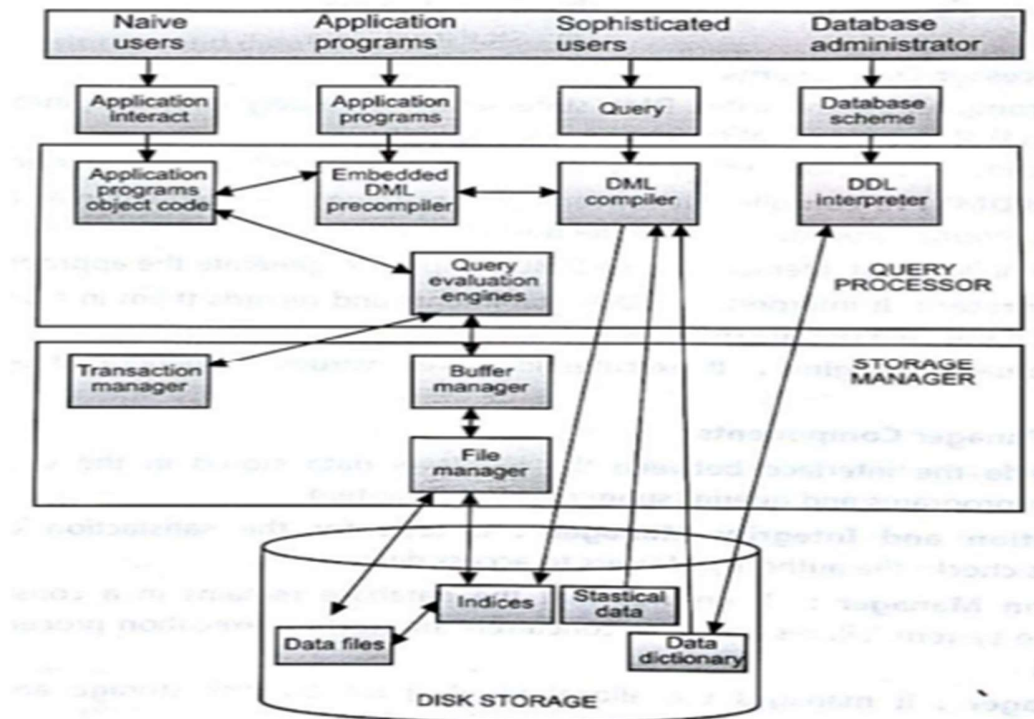 Naive users
Application programs
Sophisticated users
Database administrator
Application Interact
Application programs
Query
Database scheme
Application programs object code
Embedded DML precompiler
DML compiler
DDL interpreter
Query evaluation engines
QUERY PROCESSOR
Transaction manager
Buffer manager
STORAGE MANAGER
File manager
Indices
Stastical data
Data files
Data dictionary
DISK STORAGE